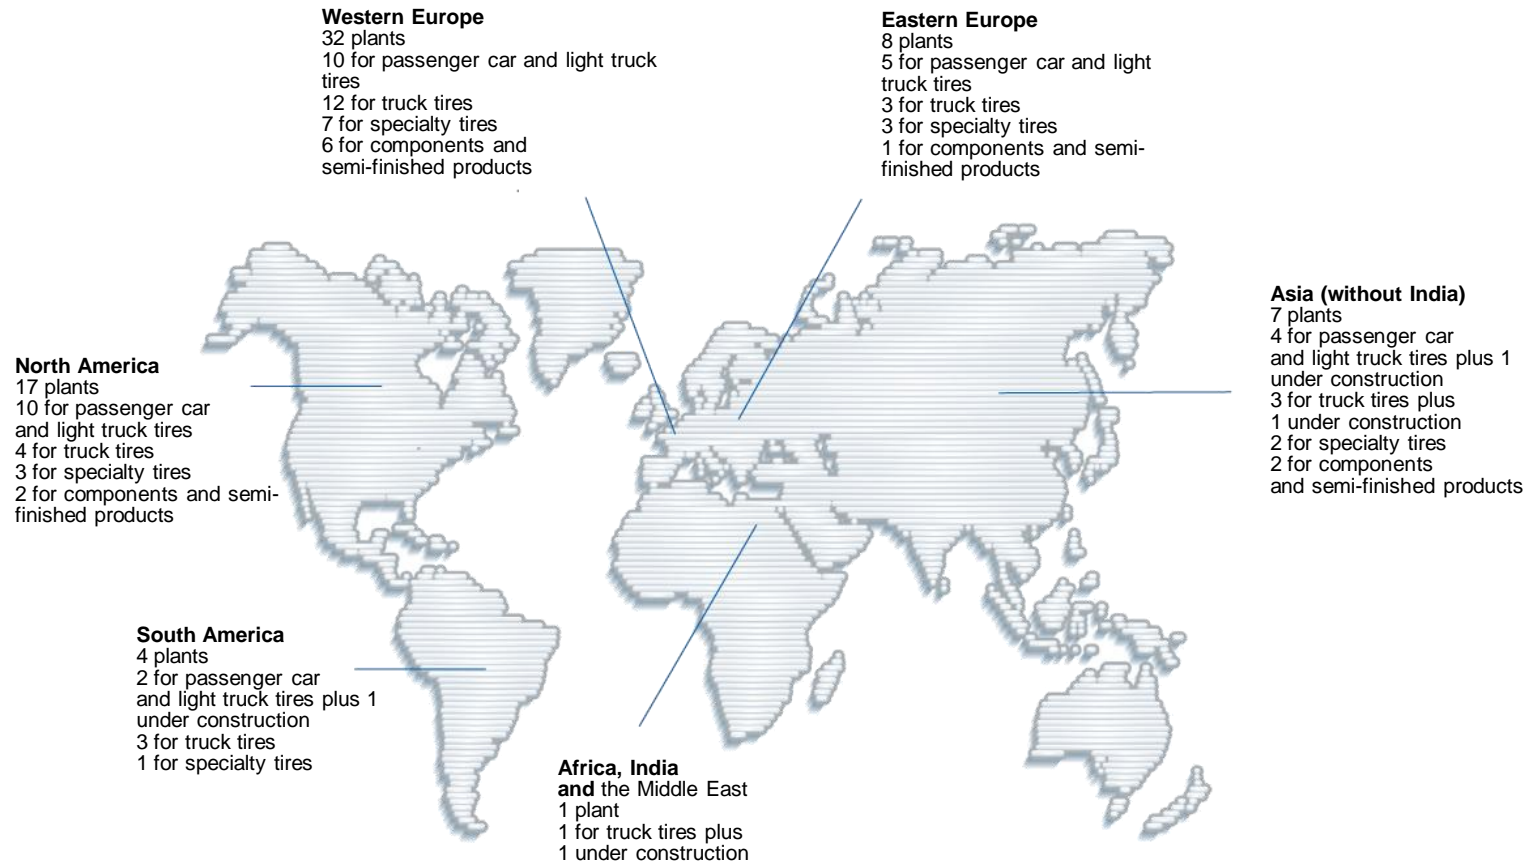 Western Europe
32 plants
10 for passenger car and light truck
tires
12 for truck tires
7 for specialty tires
6 for components and
semi-finished products
Eastern Europe
8 plants
5 for passenger car and light
truck tires
3 for truck tires
3 for specialty tires
1 for components and semi-
finished products
Asia (without India)
7 plants
4 for passenger car
and light truck tires plus 1
under construction
3 for truck tires plus
1 under construction
2 for specialty tires
2 for components
and semi-finished products
North America
17 plants
10 for passenger car
and light truck tires
4 for truck tires
3 for specialty tires
2 for components and semi-
finished products
South America
4 plants
2 for passenger car
and light truck tires plus 1
under construction
3 for truck tires
1 for specialty tires
Africa, India
and the Middle East
1 plant
1 for truck tires plus
1 under construction